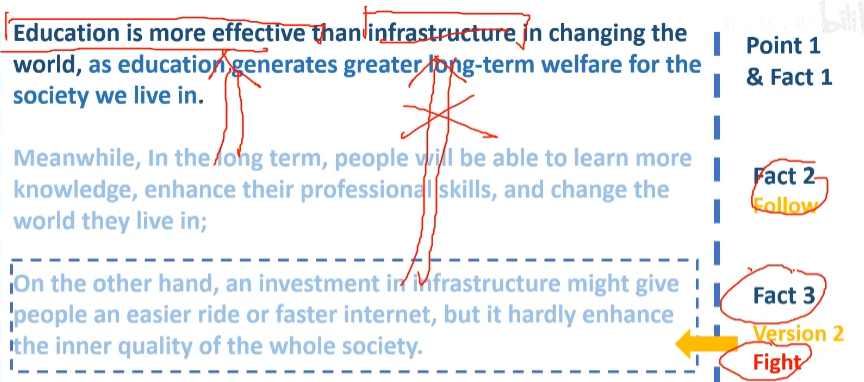 Education is more effective than infrastructure in changing the
world, as education generates greater long-term welfare for the
society we live in.
Point 1
& Fact 1
Meanwhile, In the long term, people will be able to learn more
knowledge, enhance their professional skills, and change the
world they live in;
Fact 2
Follow
On the other hand, an investment in infrastructure might give
people an easier ride or faster internet, but it hardly enhance
the inner quality of the whole society.
Fact 3
Version 2
Fight